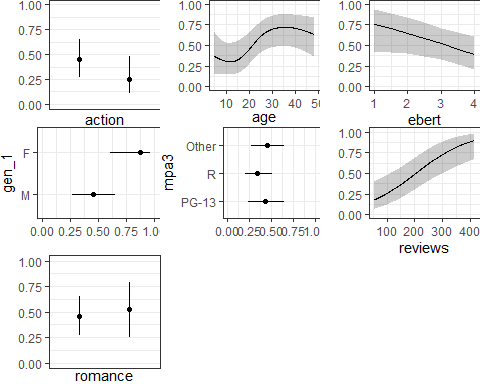 1.00 1.00 1.00
0.75 0.75 0.75
0.50 0.50 0.50
0.25 0.25 0.25
0.00 0.00 0.00
10 20 30 40 1 2 3 4
action age ebert
gen_1
F
M
0.00 0.25 0.50 0.75 1.00
mpa3
Other
R
PG-13
0.00 0.25 0.50 0.75 1.00
1.00
0.75
0.50
0.25
0.00
100 200 300 400
reviews
1.00
0.75
0.50
0.25
0.00
romance